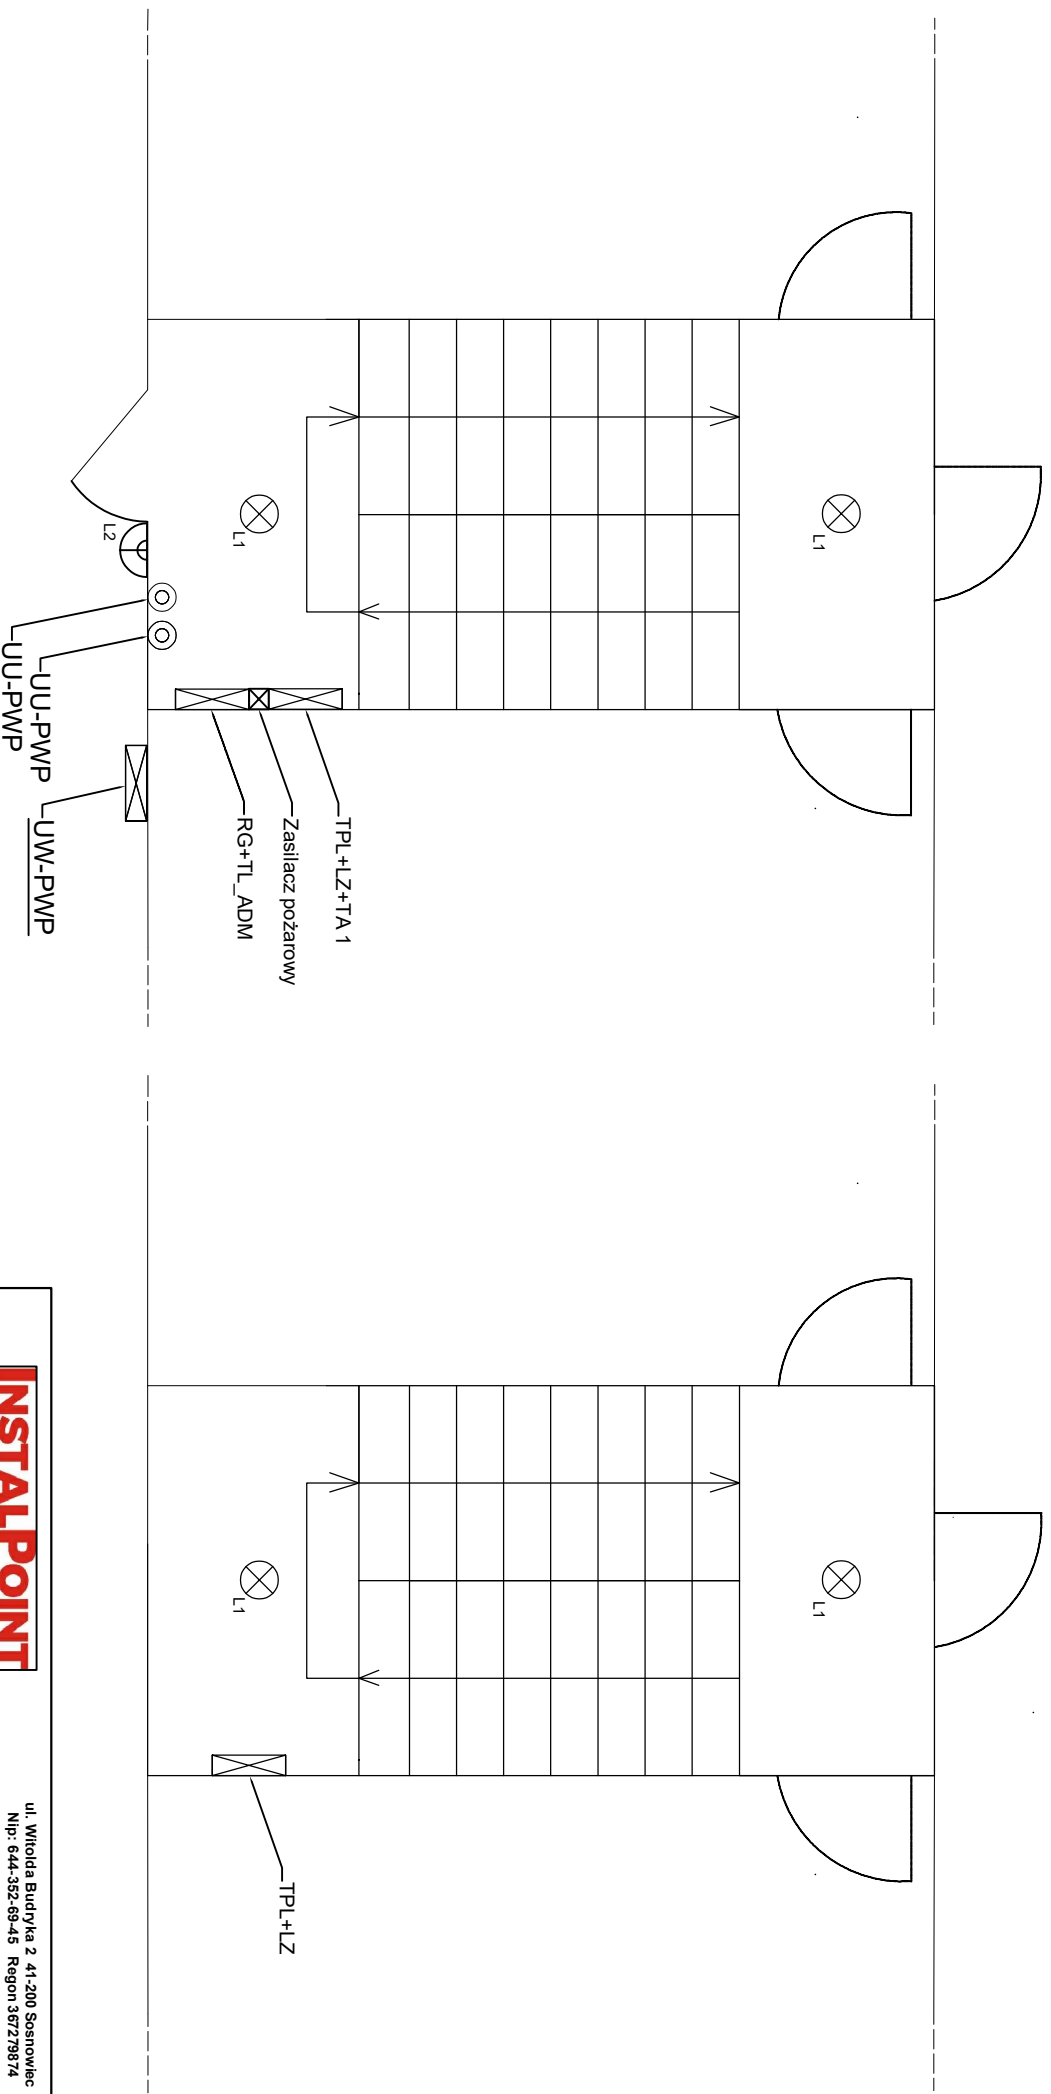 L1
L1
L2
TPL+LZ+TA 1
Zasilacz pożarowy
RG+TL_ADM
UW-PWP
UU-PWP
UU-PWP
L1
L1
TPL+LZ
INSTALPOINT
ul. Witolda Budryka 2 41-200 Sosnowiec
Nip: 644-352-69-45 Regon 367279874